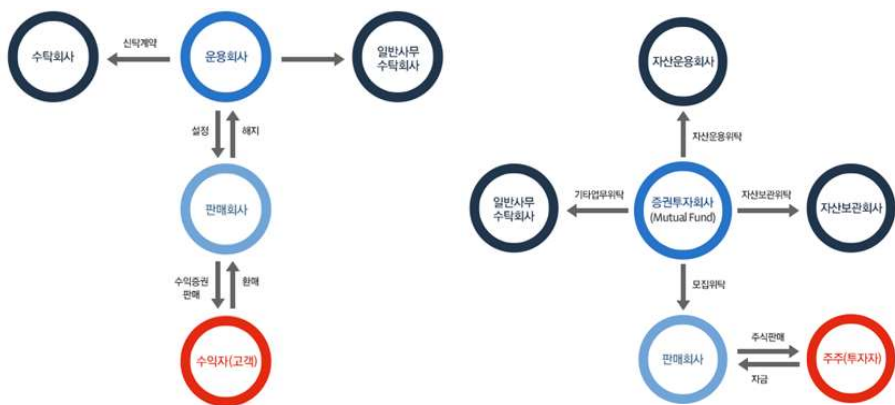 수탁회사
신탁계약
운용회사
일반사무
수탁회사
설정
해지
판매회사
수익증권
판매
환매
수익자(고객)
자산운용회사
자산운용위탁
일반사무
수탁회사
기타업무위탁
증권투자회사
(Mutual Fund)
자산보관위탁
자산보관회사
모집위탁
판매회사
주식판매
자금
주주(투자자)